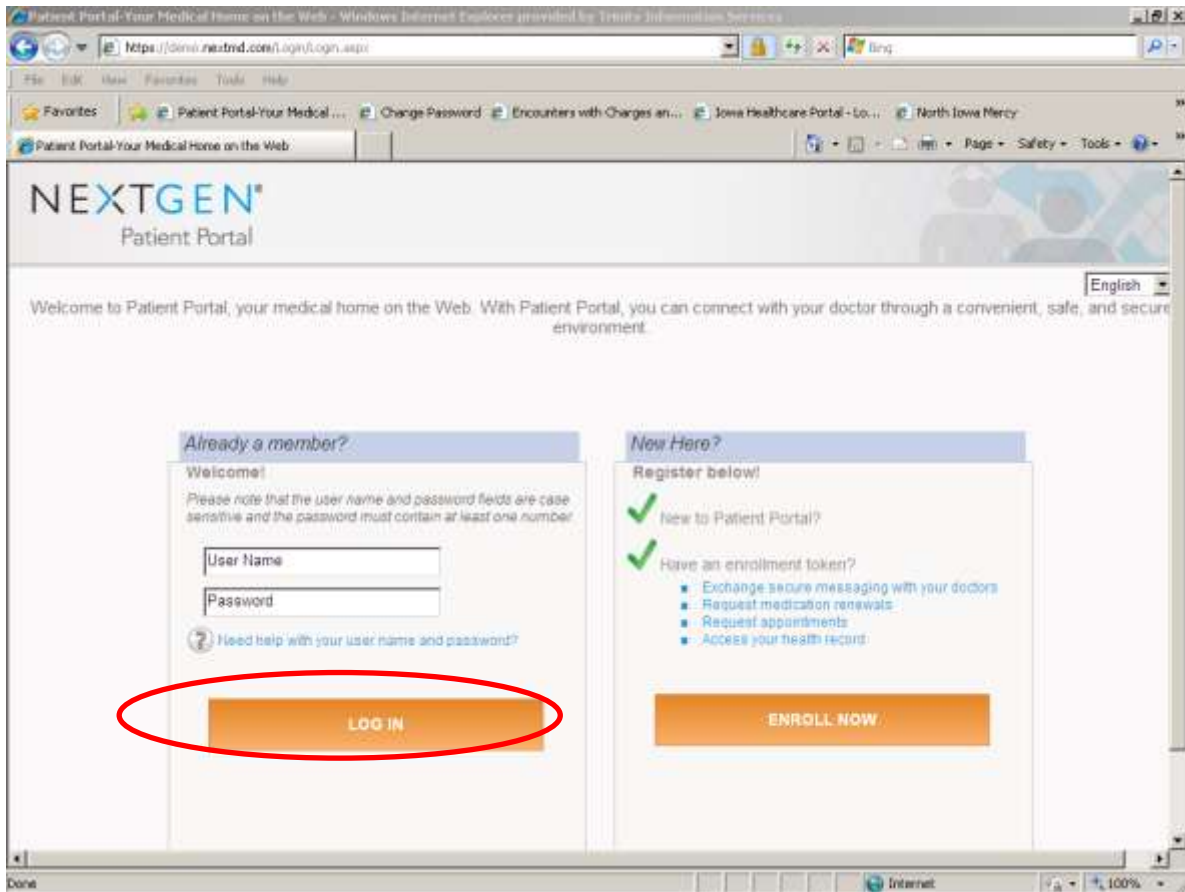 Patient Portal-Your Medical Home on the Web - Windows Internet Explorer provided by Trinity Information Services
https://demo.nextmd.com/Login/Login.aspx
Bing
File Edit View Favorites Tools Help
Favorites Patient Portal-Your Medical ... Change Password Encounters with Charges an... Iowa Healthcare Portal - Lo... North Iowa Mercy
Patient Portal-Your Medical Home on the Web Page Safety Tools
NEXTGEN®
Patient Portal
English
Welcome to Patient Portal, your medical home on the Web. With Patient Portal, you can connect with your doctor through a convenient, safe, and secure
environment.
Already a member?
Welcome!
Please note that the user name and password fields are case
sensitive and the password must contain at least one number.
User Name
Password
Need help with your user name and password?
LOG IN
New Here?
Register below!
New to Patient Portal?
Have an enrollment token?
Exchange secure messaging with your doctors
Request medication renewals
Request appointments
Access your health record
ENROLL NOW
Done Internet 100%